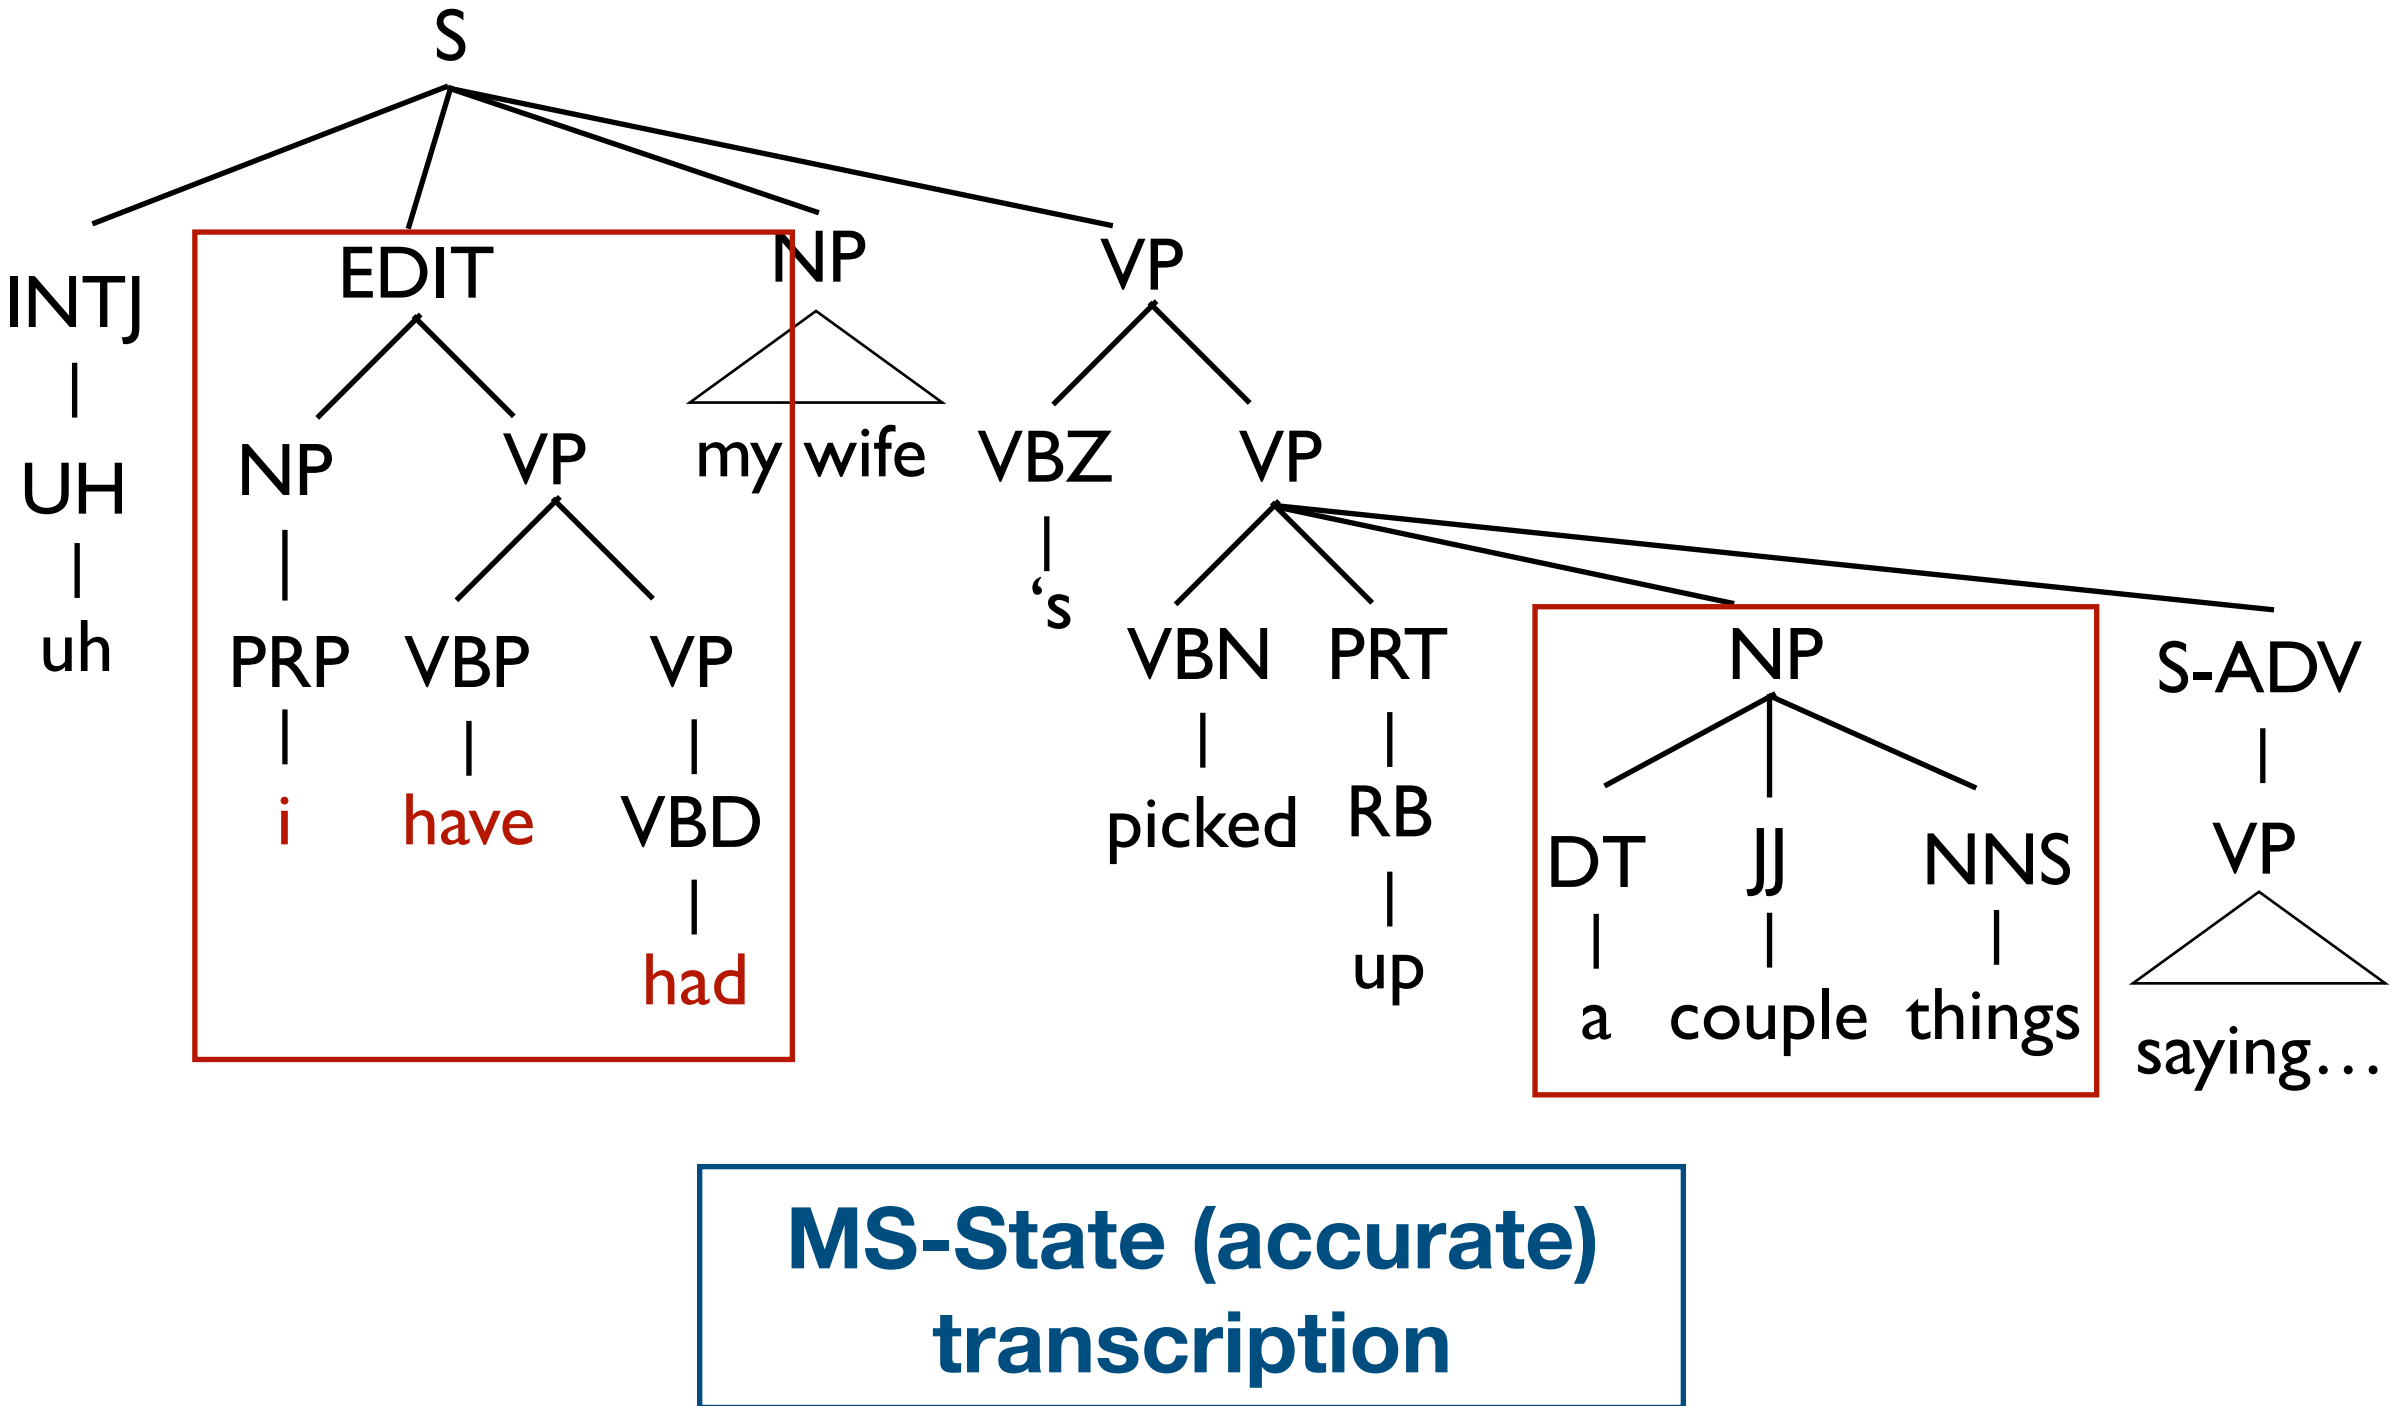 S
INTJ EDIT NP VP
NP VP my wife VBZ VP
UH
uh PRP VBP VP ‘s VBN PRT NP S-ADV
i have VBD picked RB DT JJ NNS VP
had up a couple things saying…
MS-State (accurate)
transcription